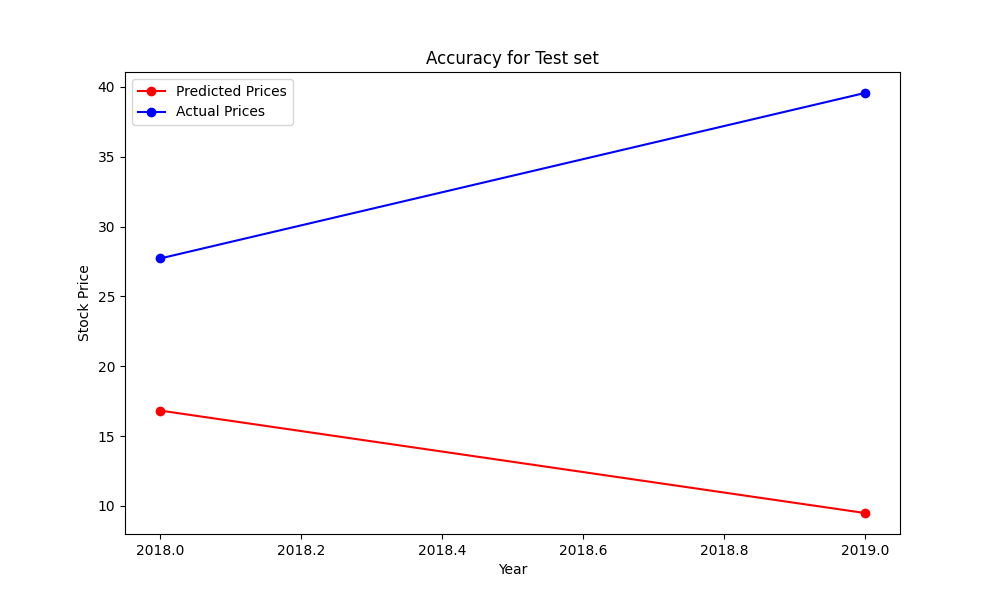 Accuracy for Test set
Predicted Prices
Actual Prices
Stock Price
40
35
30
25
20
15
10
2018.0 2018.2 2018.4 2018.6 2018.8 2019.0
Year